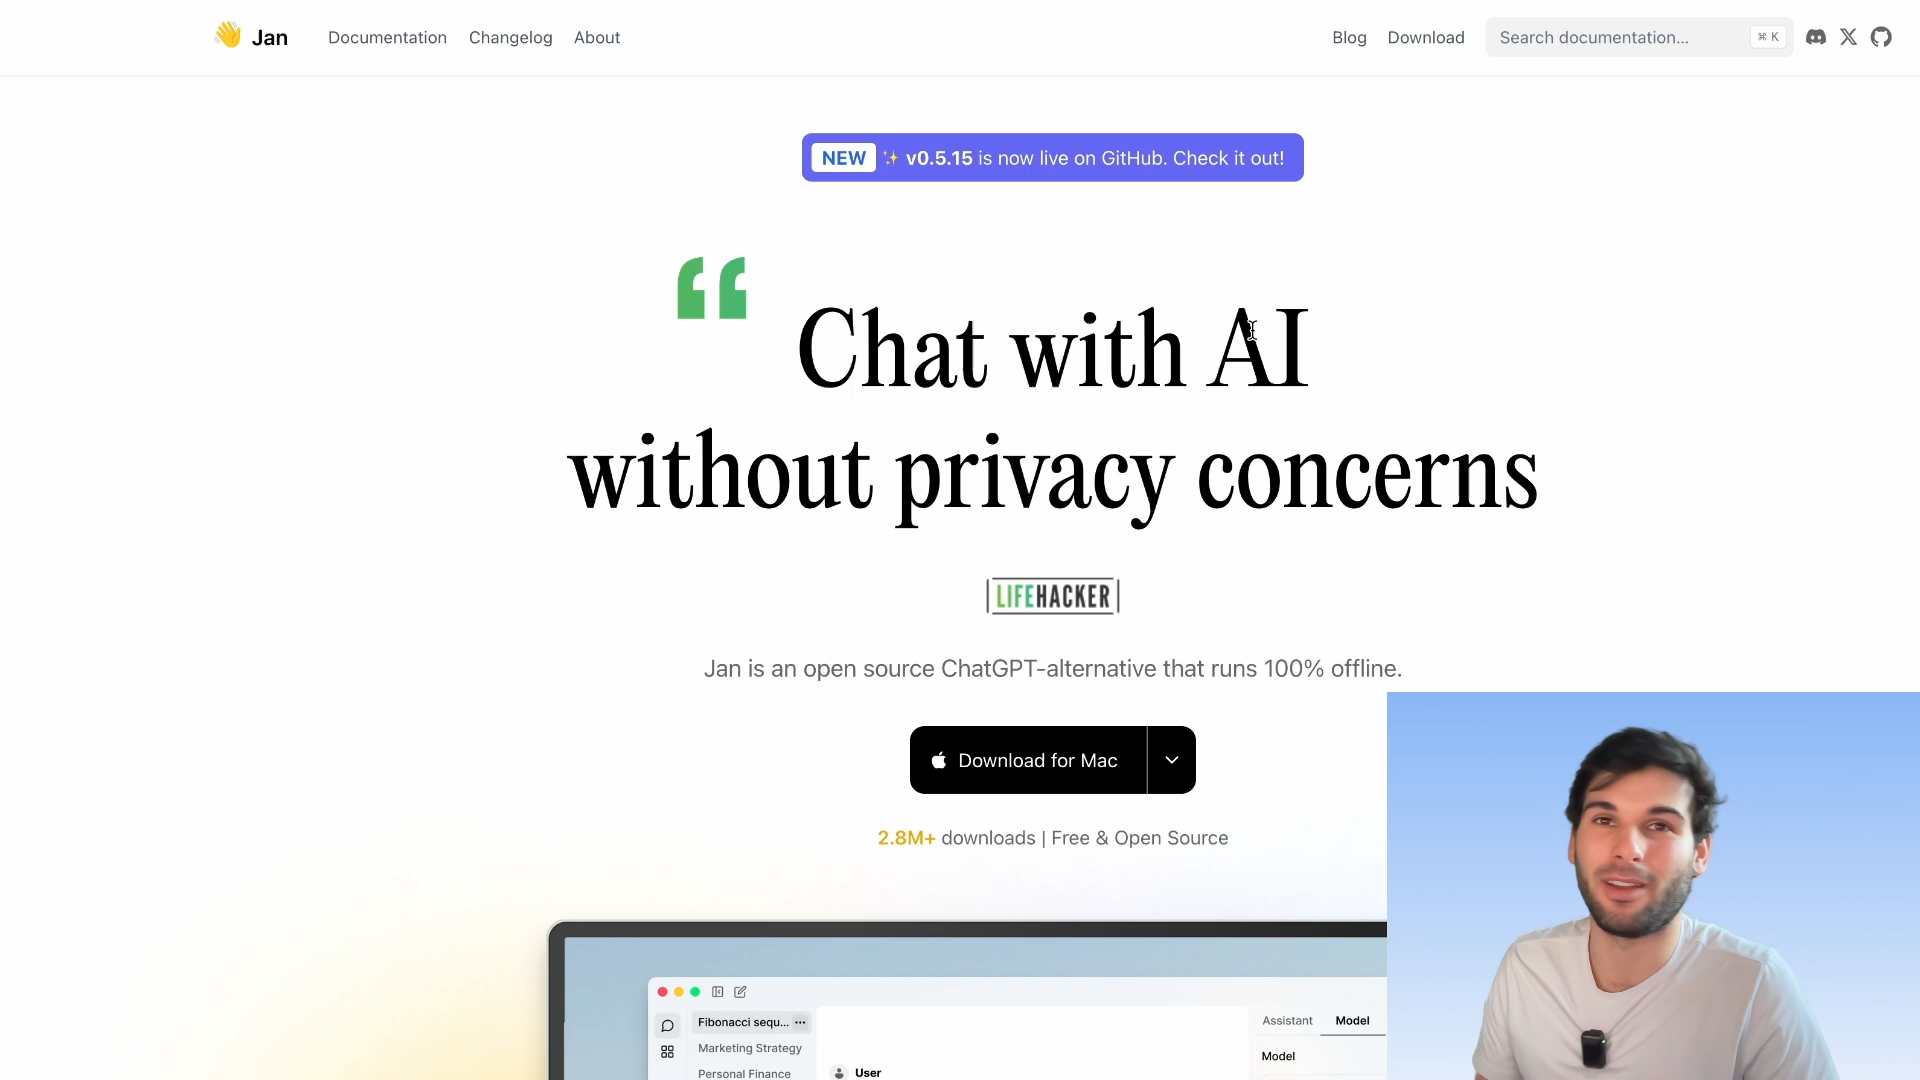 👋 Jan
Documentation
Changelog
About
Blog
Download
Search documentation...
⌘ K
NEW ✨ v0.5.15 is now live on GitHub. Check it out!
“
Chat with AI
without privacy concerns
LIFEHACKER
Jan is an open source ChatGPT-alternative that runs 100% offline.
Download for Mac
2.8M+ downloads | Free & Open Source
Fibonacci sequ...
Marketing Strategy
Personal Finance
User
Assistant
Model
Model